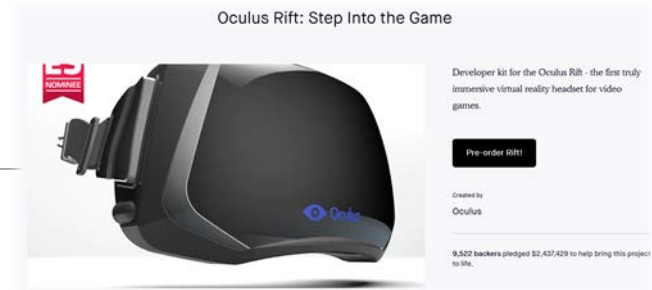 Oculus Rift: Step Into the Game
NOMINEE
Developer kit for the Oculus Rift - the first truly
immersive virtual reality headset for video
games.
Pre-order Rift!
Created by
Oculus
9,522 backers pledged $2,437,429 to help bring this project
to life.